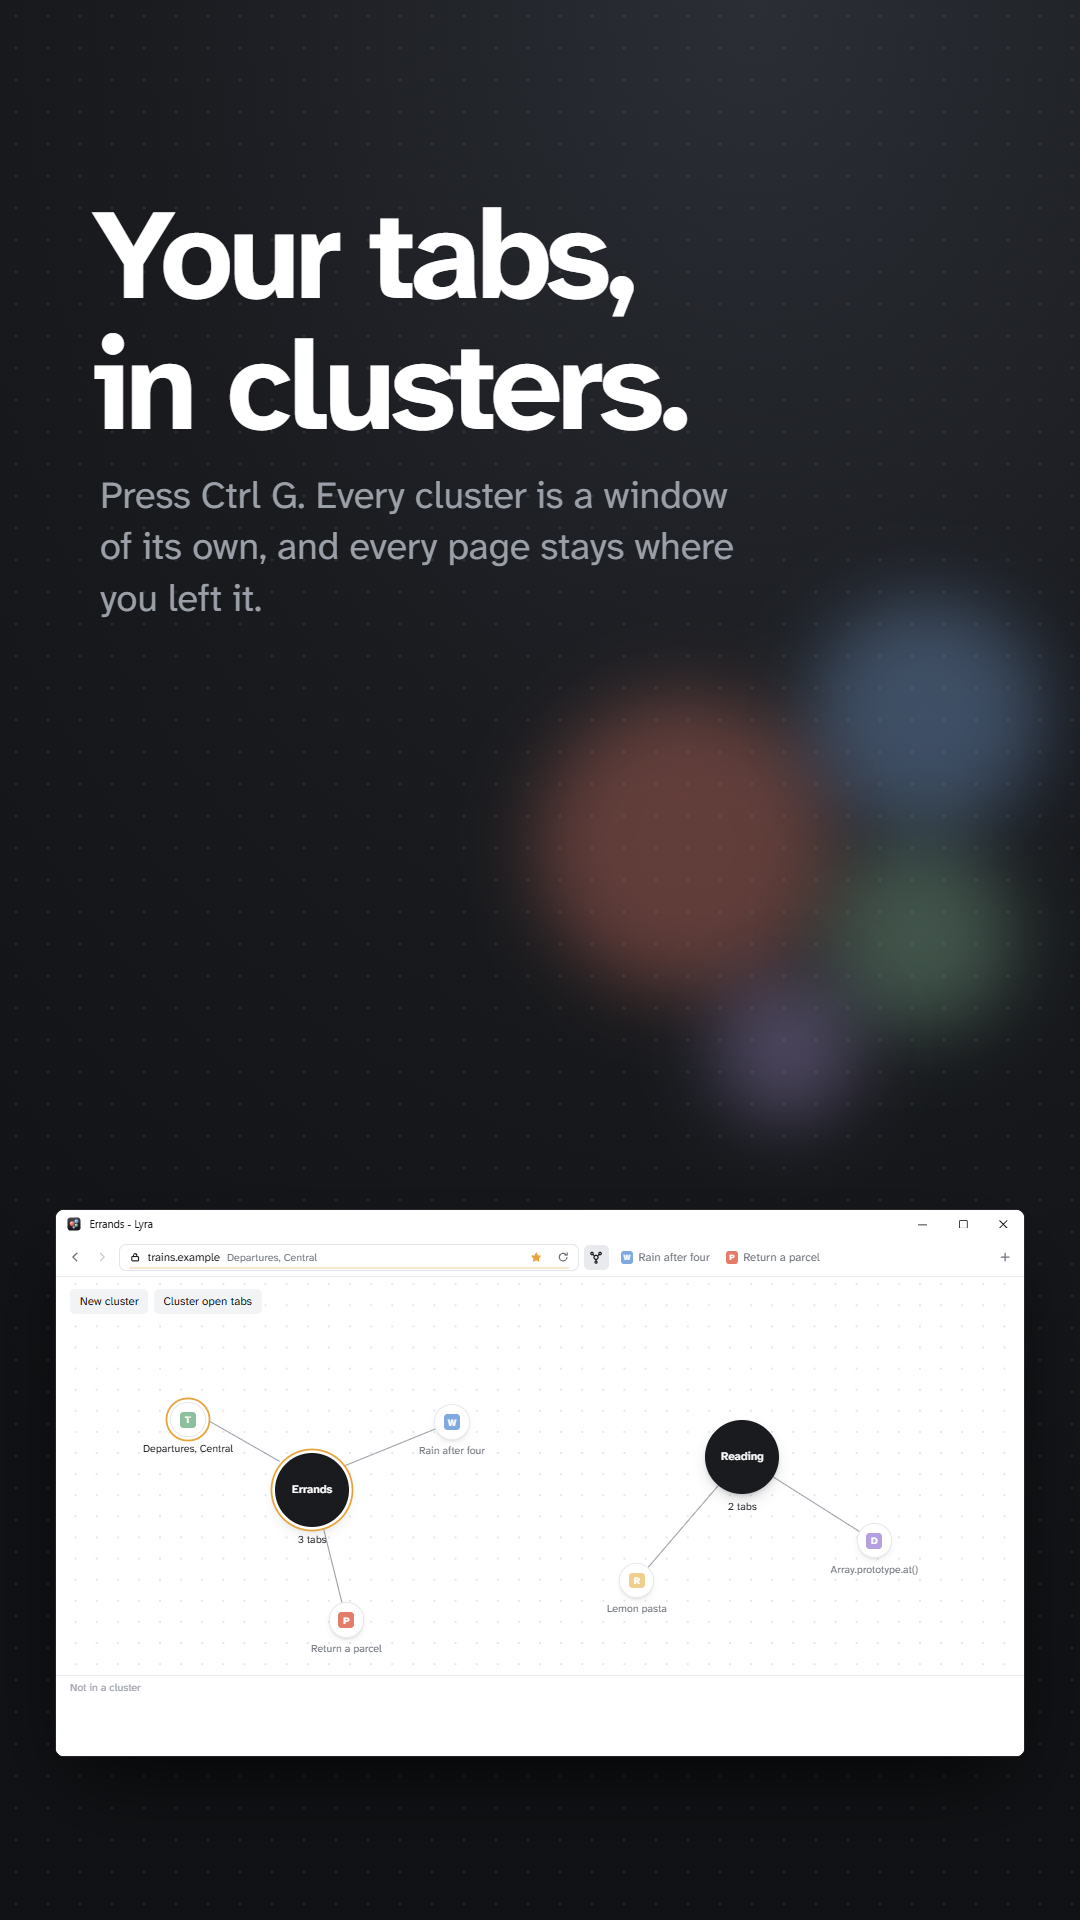 Your tabs,
in clusters.
Press Ctrl G. Every cluster is a window
of its own, and every page stays where
you left it.
Errands - Lyra
trains.example Departures, Central
W Rain after four
P Return a parcel
New cluster
Cluster open tabs
T
Departures, Central
W
Rain after four
Errands
3 tabs
P
Return a parcel
Reading
2 tabs
D
Array.prototype.at()
R
Lemon pasta
Not in a cluster